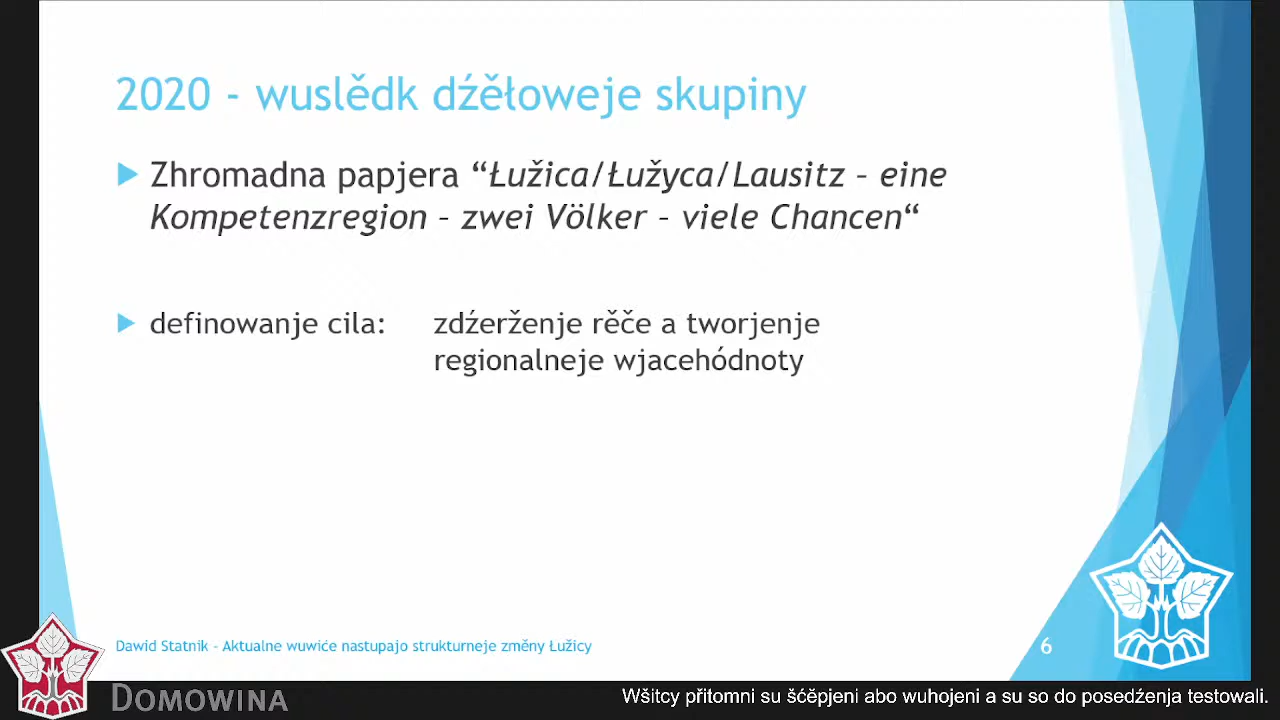 2020 - wuslědk dźěłoweje skupiny
Zhromadna papjera “Łužica/Łužyca/Lausitz – eine
Kompetenzregion – zwei Völker – viele Chancen“
definowanje cila: zdźerženje rěče a tworjenje
regionalneje wjacehódnoty
Dawid Statnik – Aktualne wuwiće nastupajo strukturneje změny Łužicy
6
DOMOWINA
Wšitcy přitomni su šćěpjeni abo wuhojeni a su so do posedźenja testowali.